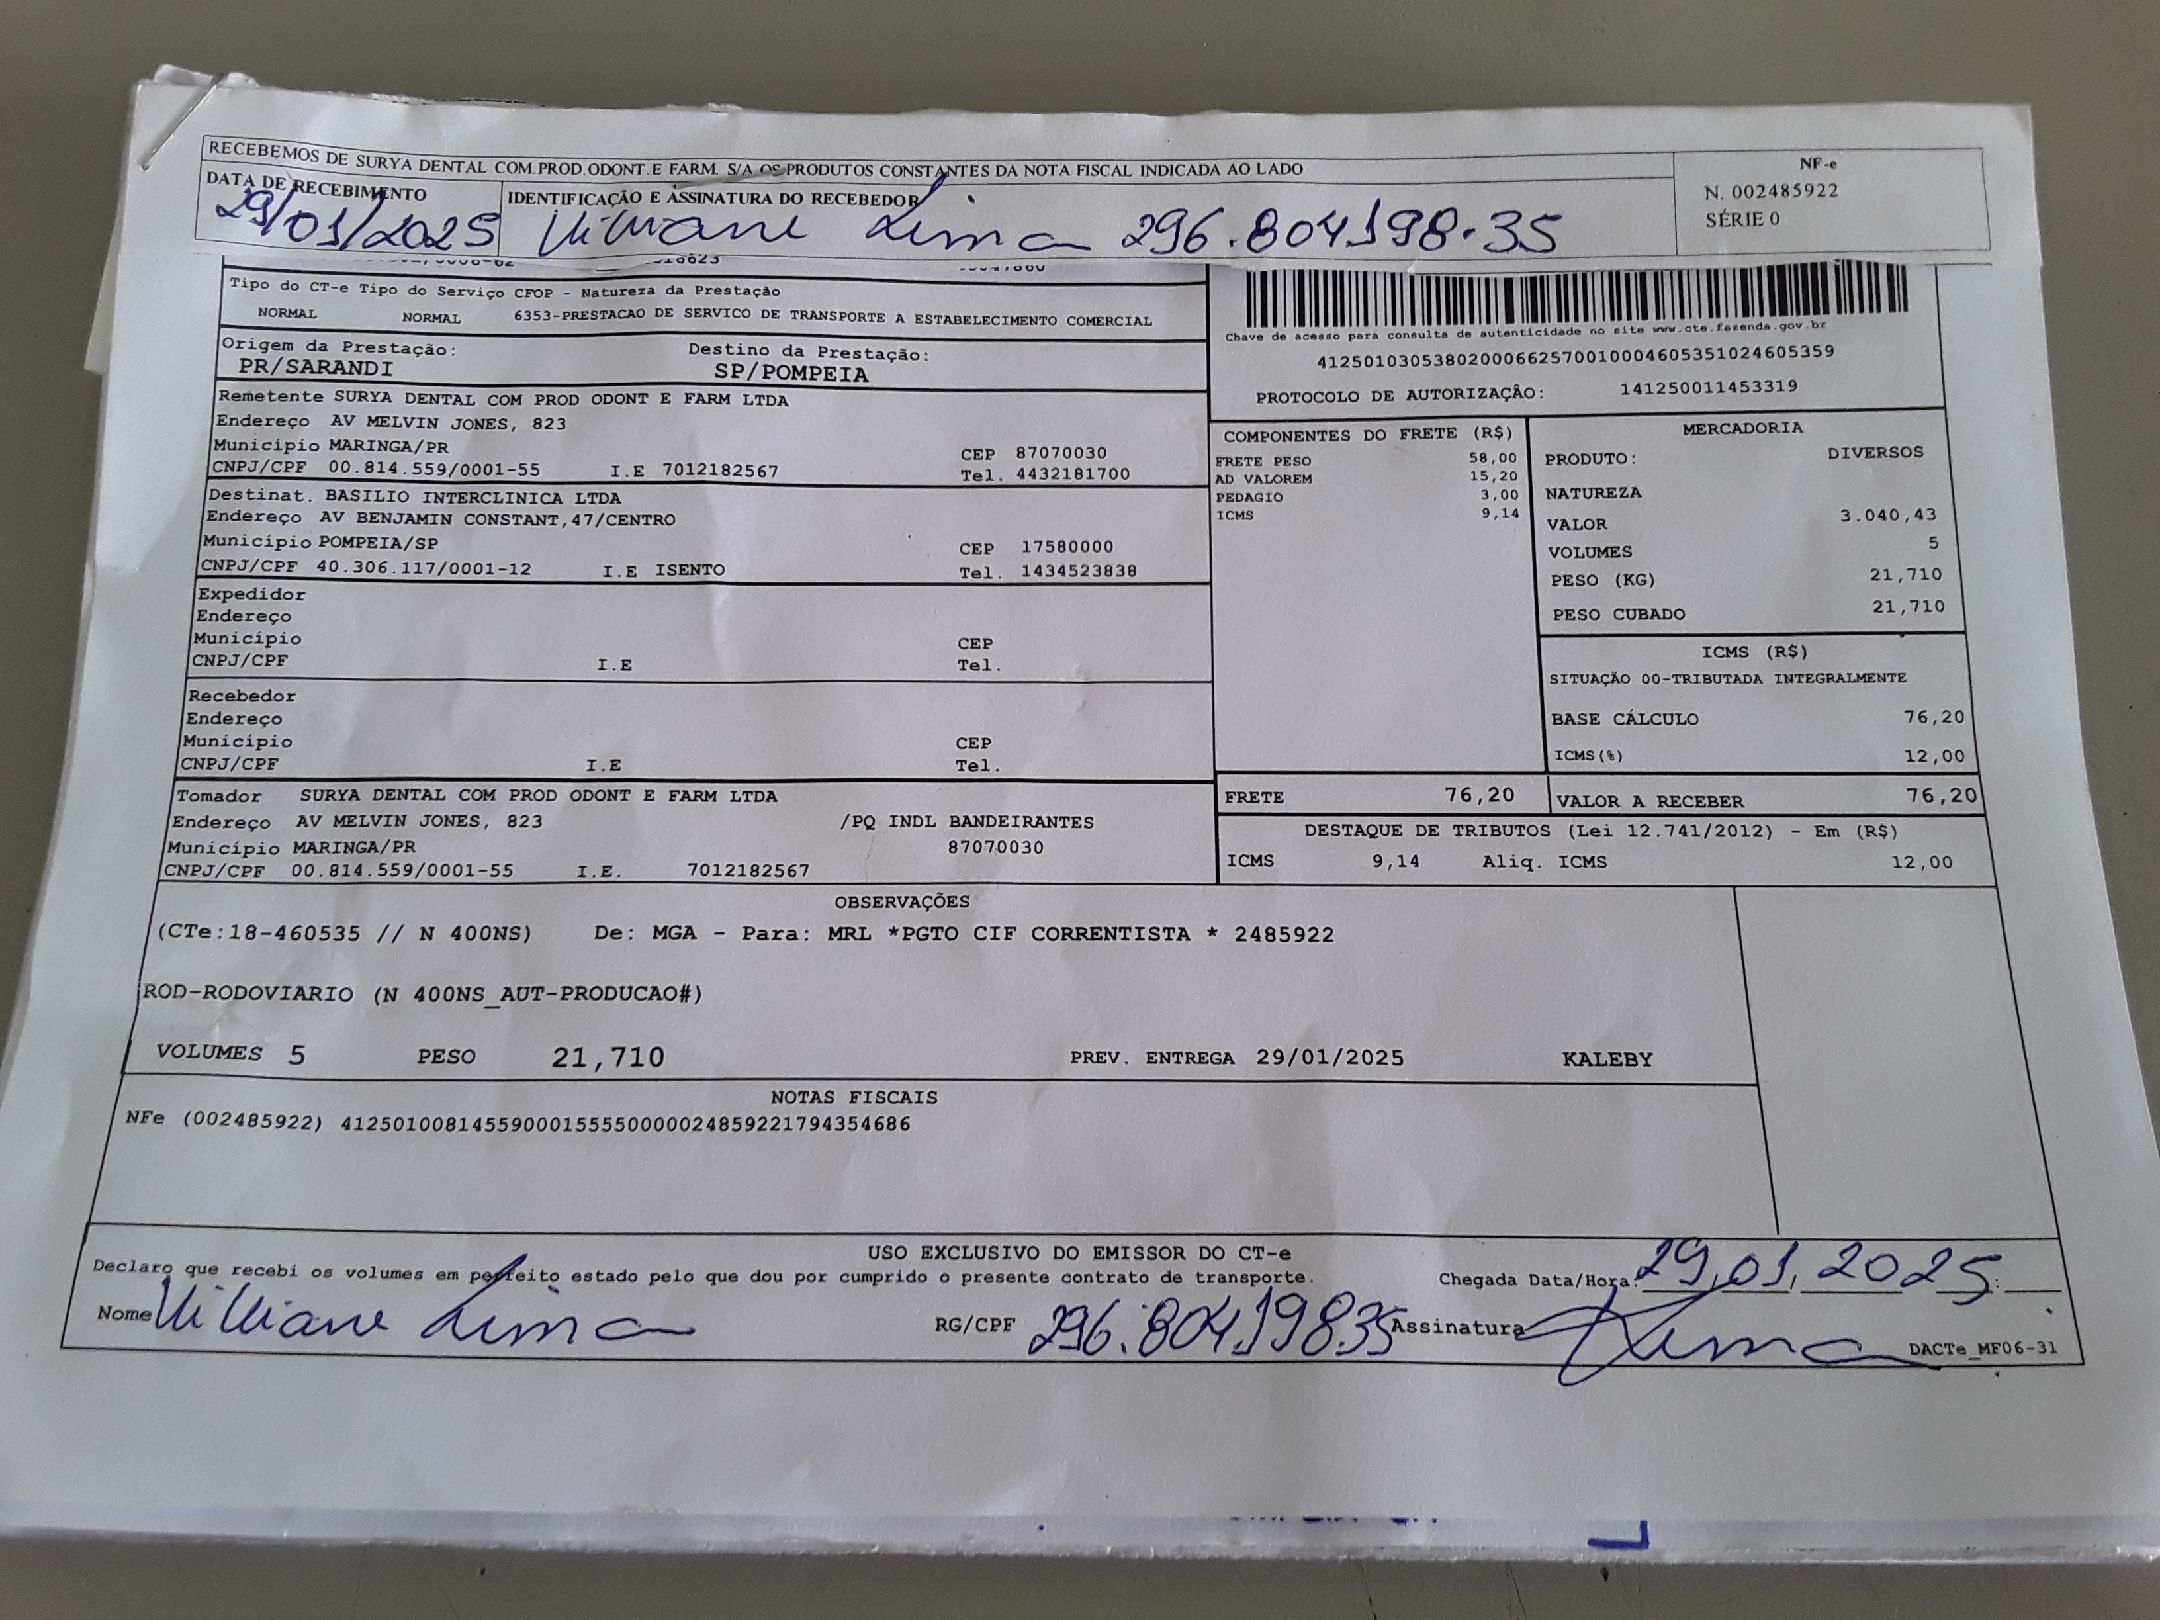 RECEBEMOS DE SURYA DENTAL COM.PROD.ODONT.E FARM. S/A OS PRODUTOS CONSTANTES DA NOTA FISCAL INDICADA AO LADO
NF-e
N. 002485922
SÉRIE 0
DATA DE RECEBIMENTO
29/01/2025
IDENTIFICAÇÃO E ASSINATURA DO RECEBEDOR
Lima 296.804198-35
Tipo do CT-e Tipo do Serviço CFOP - Natureza da Prestação
NORMAL NORMAL 6353-PRESTACAO DE SERVICO DE TRANSPORTE A ESTABELECIMENTO COMERCIAL
Origem da Prestação: Destino da Prestação:
PR/SARANDI SP/POMPEIA
Remetente SURYA DENTAL COM PROD ODONT E FARM LTDA
Endereço AV MELVIN JONES, 823
Município MARINGA/PR CEP 87070030
CNPJ/CPF 00.814.559/0001-55 I.E 7012182567 Tel. 4432181700
Destinat. BASILIO INTERCLINICA LTDA
Endereço AV BENJAMIN CONSTANT,47/CENTRO
Município POMPEIA/SP CEP 17580000
CNPJ/CPF 40.306.117/0001-12 I.E ISENTO Tel. 1434523838
Expedidor
Endereço
Município CEP
CNPJ/CPF I.E Tel.
Recebedor
Endereço
Município CEP
CNPJ/CPF I.E Tel.
Tomador SURYA DENTAL COM PROD ODONT E FARM LTDA
Endereço AV MELVIN JONES, 823 /PQ INDL BANDEIRANTES
Município MARINGA/PR 87070030
CNPJ/CPF 00.814.559/0001-55 I.E. 7012182567
Chave de acesso para consulta de autenticidade no site www.cte.fazenda.gov.br
41250103053802000662570010004605351024605359
PROTOCOLO DE AUTORIZAÇÃO: 141250011453319
COMPONENTES DO FRETE (R$)
FRETE PESO 58,00
AD VALOREM 15,20
PEDAGIO 3,00
ICMS 9,14
MERCADORIA
PRODUTO: DIVERSOS
NATUREZA
VALOR 3.040,43
VOLUMES 5
PESO (KG) 21,710
PESO CUBADO 21,710
ICMS (R$)
SITUAÇÃO 00-TRIBUTADA INTEGRALMENTE
BASE CÁLCULO 76,20
ICMS(%) 12,00
FRETE 76,20 VALOR A RECEBER 76,20
DESTAQUE DE TRIBUTOS (Lei 12.741/2012) - Em (R$)
ICMS 9,14 Aliq. ICMS 12,00
OBSERVAÇÕES
(CTe:18-460535 // N 400NS) De: MGA - Para: MRL *PGTO CIF CORRENTISTA * 2485922
ROD-RODOVIARIO (N 400NS_AUT-PRODUCAO#)
VOLUMES 5 PESO 21,710 PREV. ENTREGA 29/01/2025 KALEBY
NOTAS FISCAIS
NFe (002485922) 41250100814559000155550000024859221794354686
USO EXCLUSIVO DO EMISSOR DO CT-e
Declaro que recebi os volumes em perfeito estado pelo que dou por cumprido o presente contrato de transporte. Chegada Data/Hora: 29,01,2025:
Nome Lima RG/CPF 296.804.198.35 Assinatura Lima DACTe_MF06-31